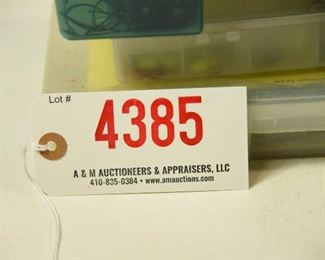 Lot #
4385
A & M AUCTIONEERS & APPRAISERS, LLC
410-835-0384 • www.amauctions.com